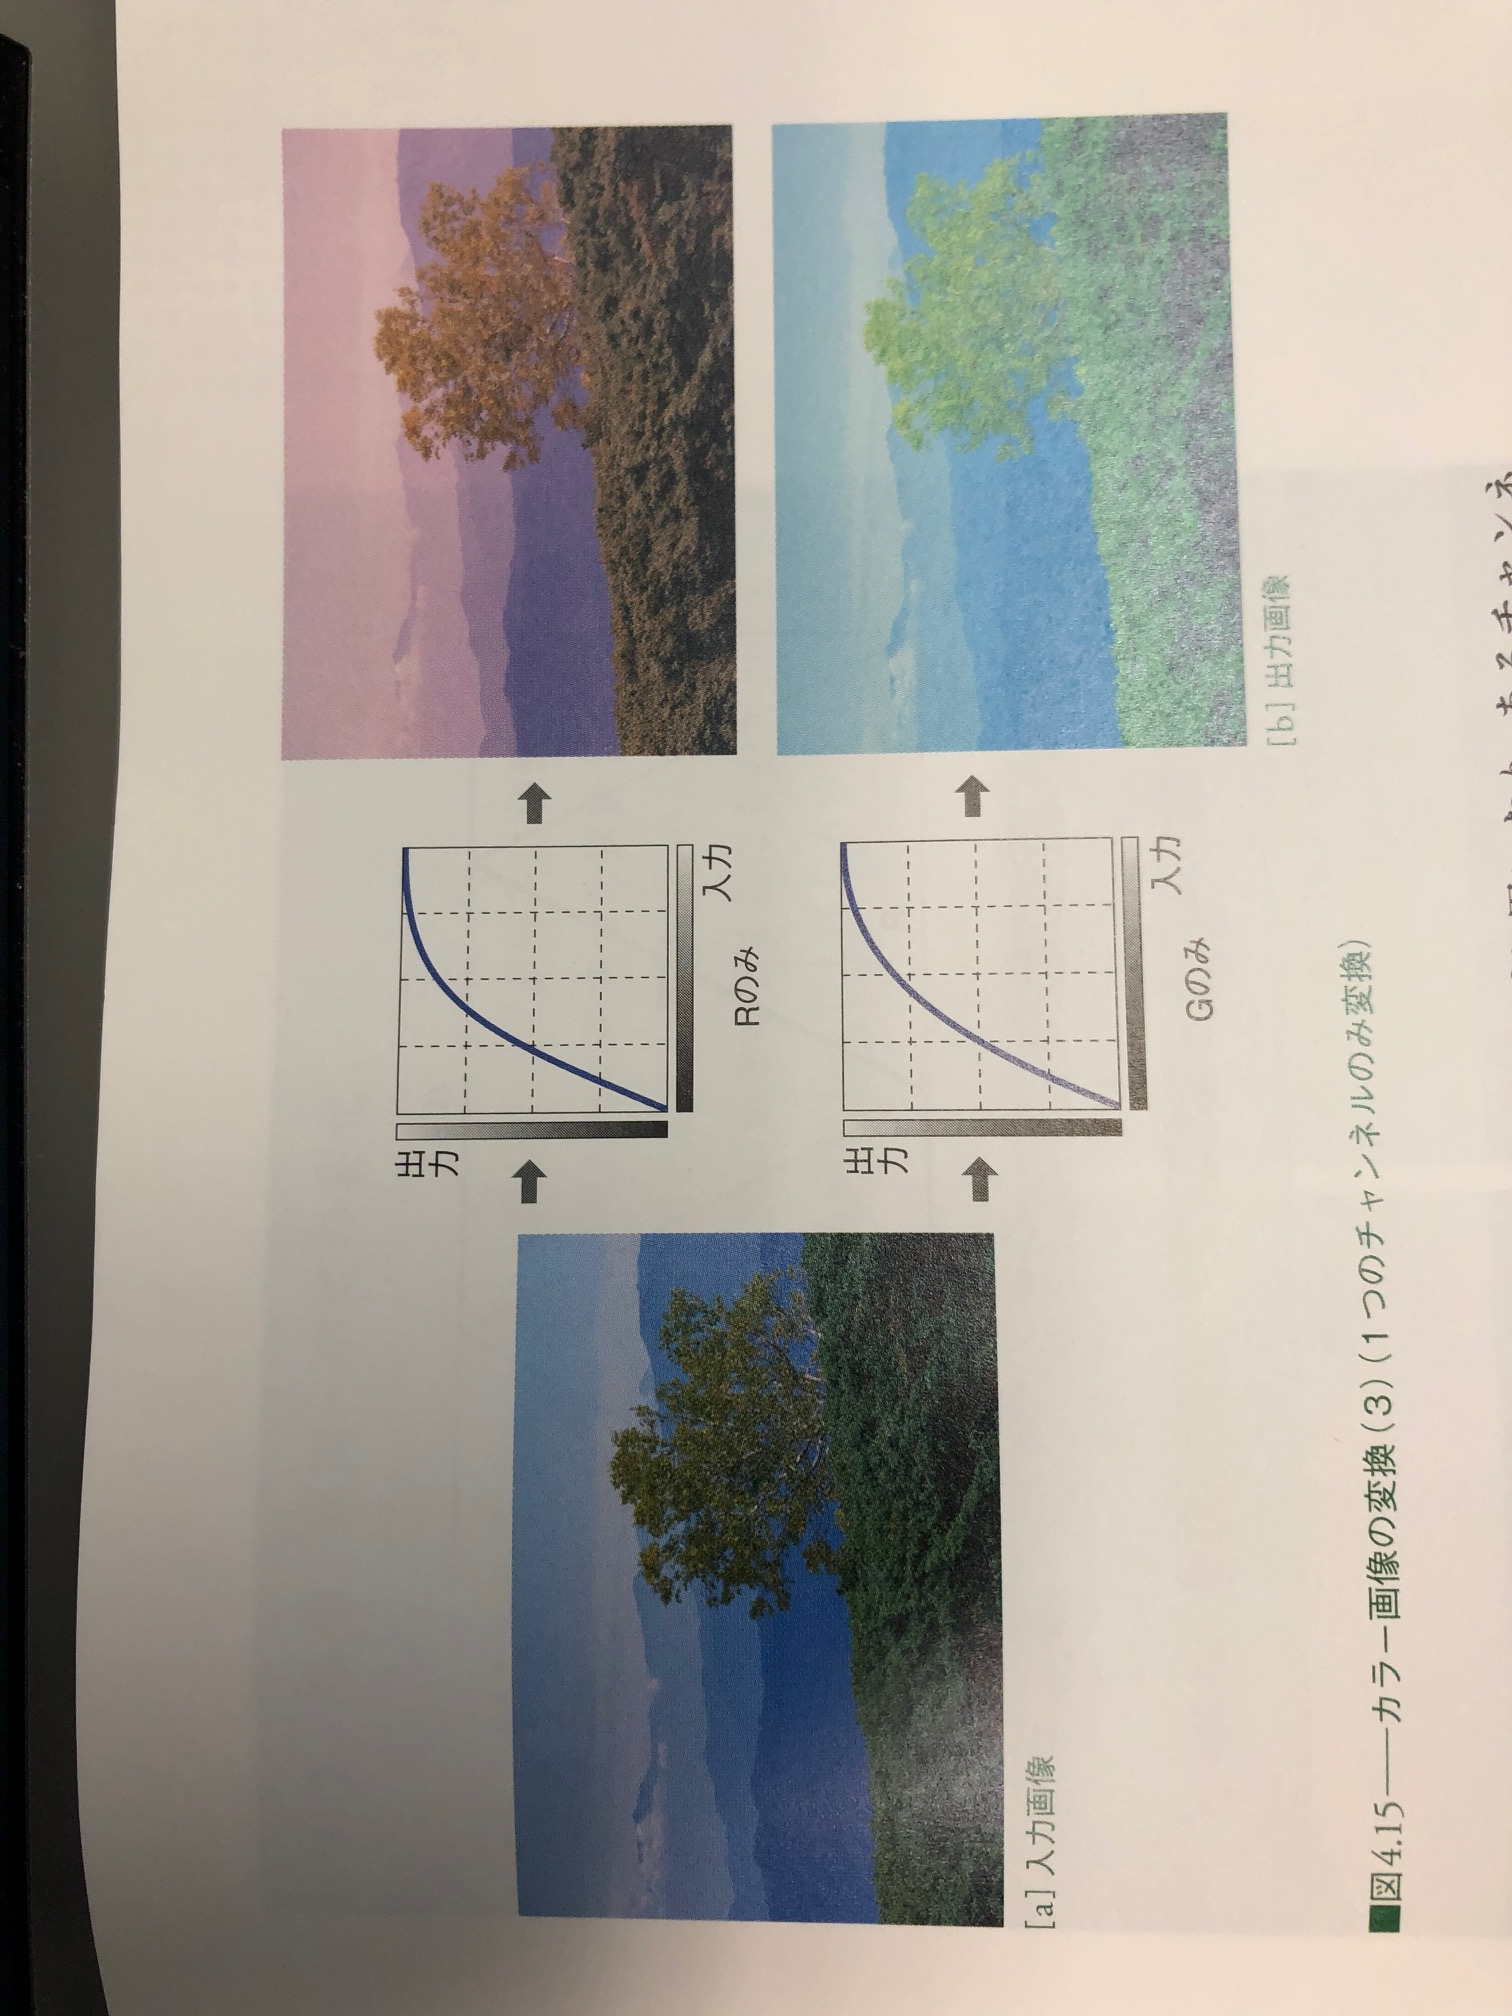 出力
入力
Rのみ
出力
入力
Gのみ
[a] 入力画像
[b] 出力画像
■図4.15——カラー画像の変換(3)(1つのチャンネルのみ変換)